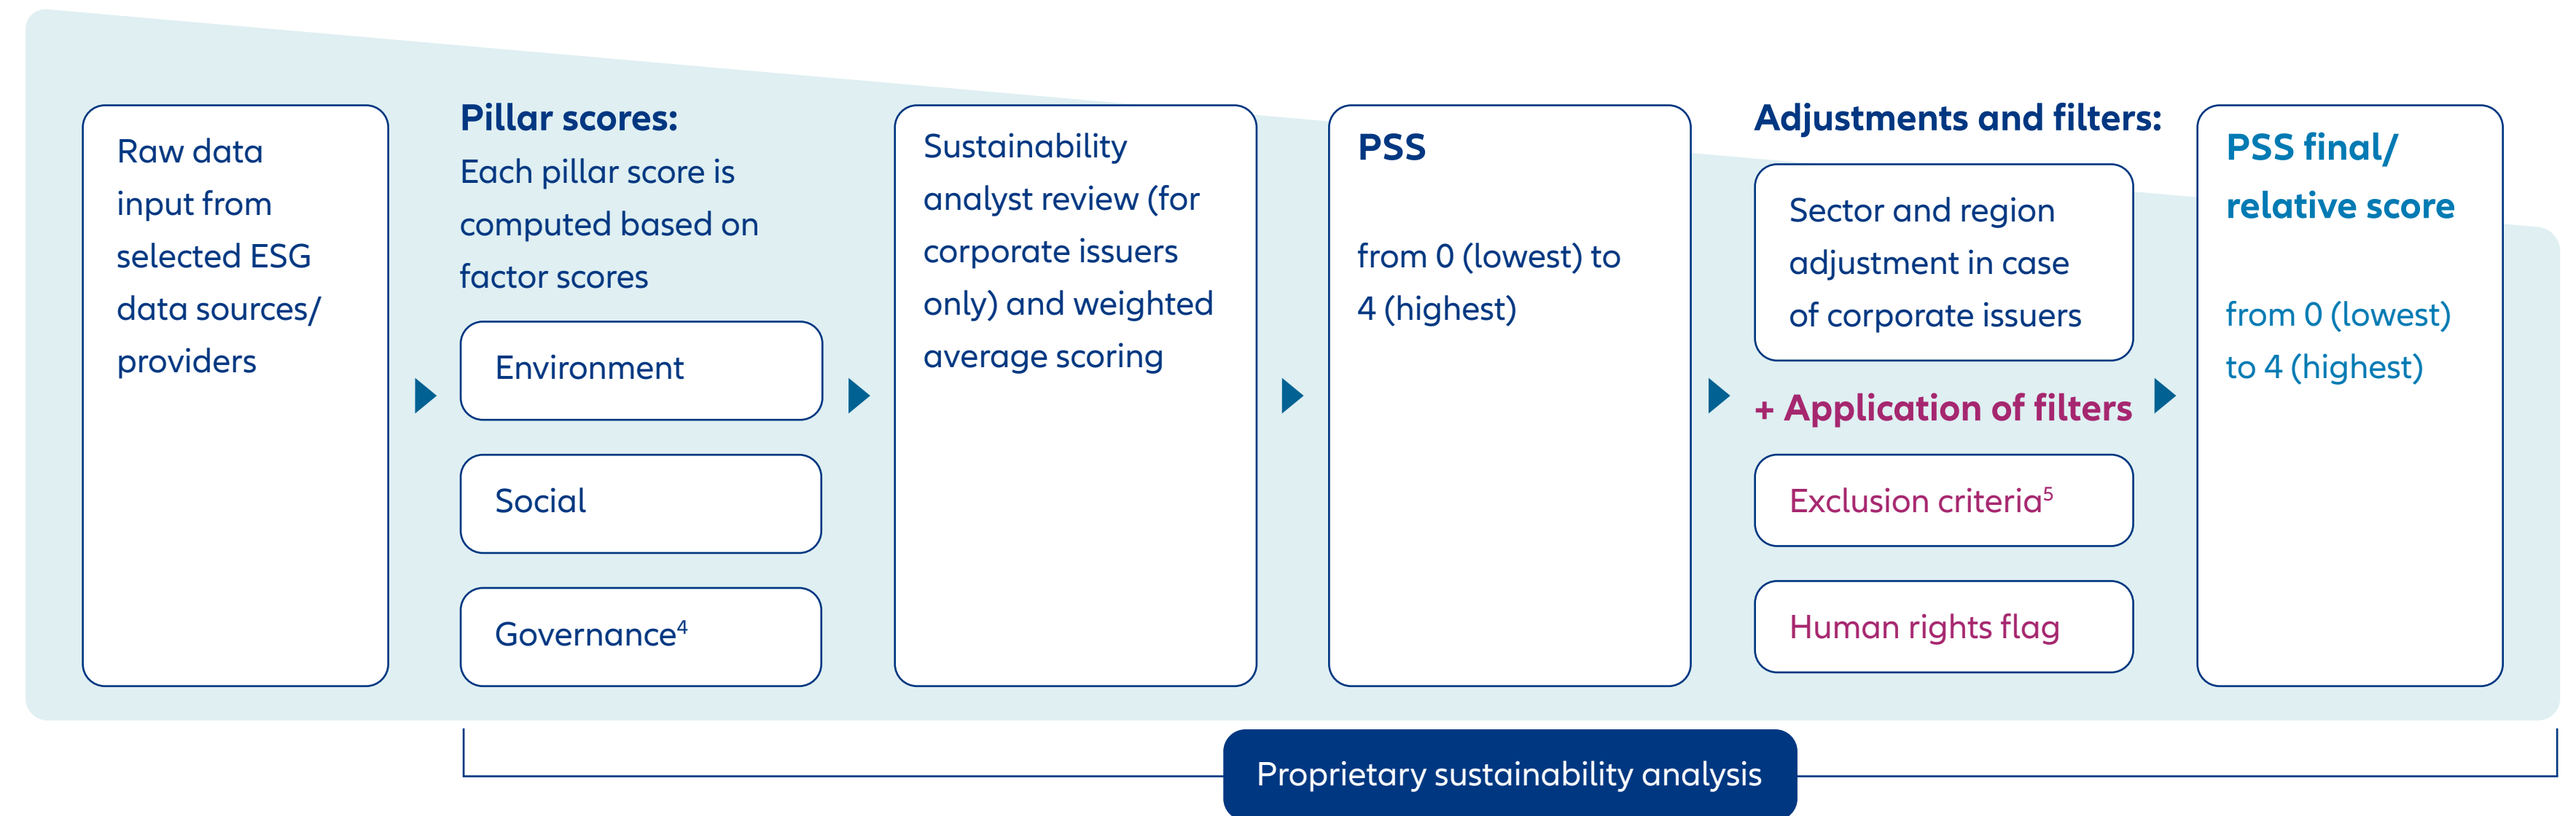 Raw data
input from
selected ESG
data sources/
providers
Pillar scores:
Each pillar score is
computed based on
factor scores
Environment
Social
Governance⁴
Sustainability
analyst review (for
corporate issuers
only) and weighted
average scoring
PSS
from 0 (lowest) to
4 (highest)
Adjustments and filters:
Sector and region
adjustment in case
of corporate issuers
+ Application of filters
Exclusion criteria⁵
Human rights flag
PSS final/
relative score
from 0 (lowest)
to 4 (highest)
Proprietary sustainability analysis